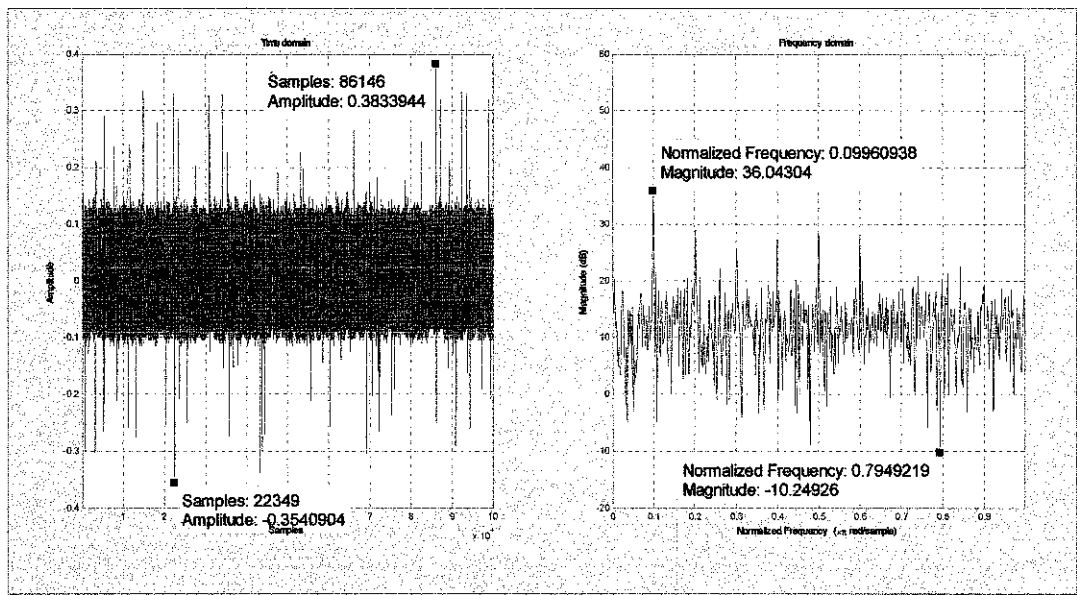 Time domain
0.4
Samples: 86146
Amplitude: 0.3833944
0.3
0.2
0.1
0
Amplitude
-0.1
-0.2
-0.3
-0.4
Samples: 22349
Amplitude: -0.3540904
1 2 6 7 8 9 10
Samples
x 10
Frequency domain
60
50
40
Normalized Frequency: 0.09960938
Magnitude: 36.04304
30
20
10
0
Magnitude (dB)
-10
-20
Normalized Frequency: 0.7949219
Magnitude: -10.24926
0 0.1 0.2 0.3 0.4 0.5 0.6 0.7 0.8 0.9
Normalized Frequency (×π rad/sample)